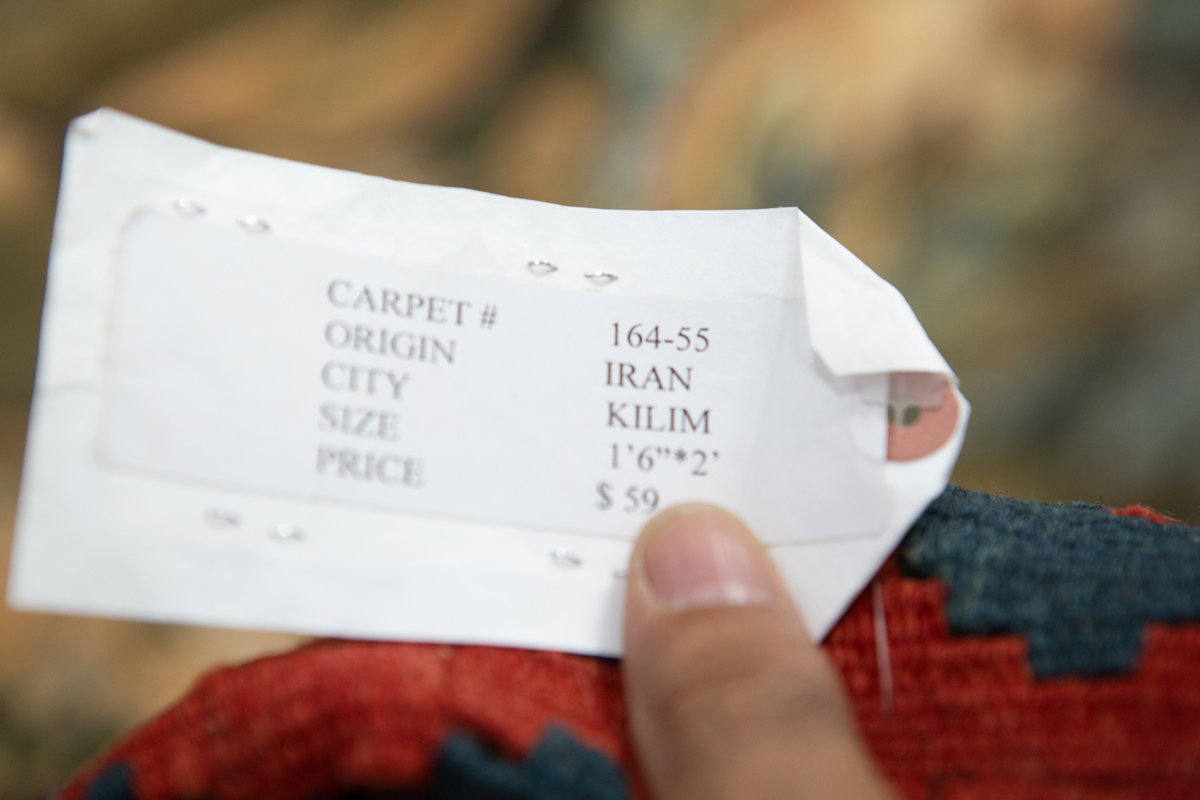 CARPET # 164-55
ORIGIN IRAN
CITY KILIM
SIZE 1’6”*2’
PRICE $ 59